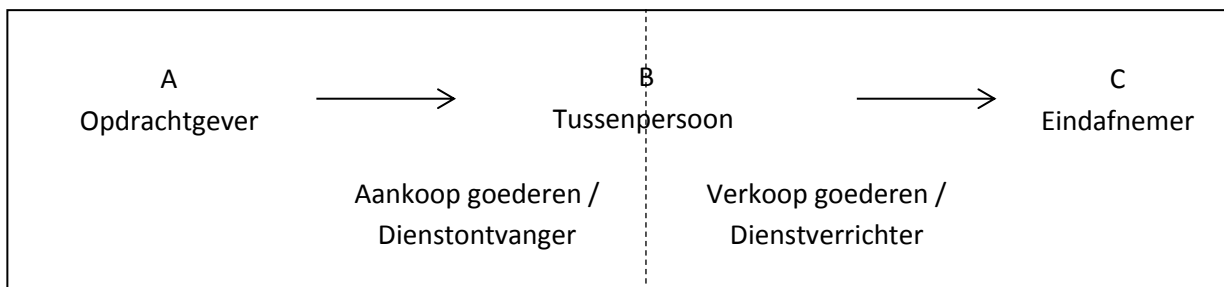 A
Opdrachtgever
B
Tussenpersoon
C
Eindafnemer
Aankoop goederen /
Dienstontvanger
Verkoop goederen /
Dienstverrichter